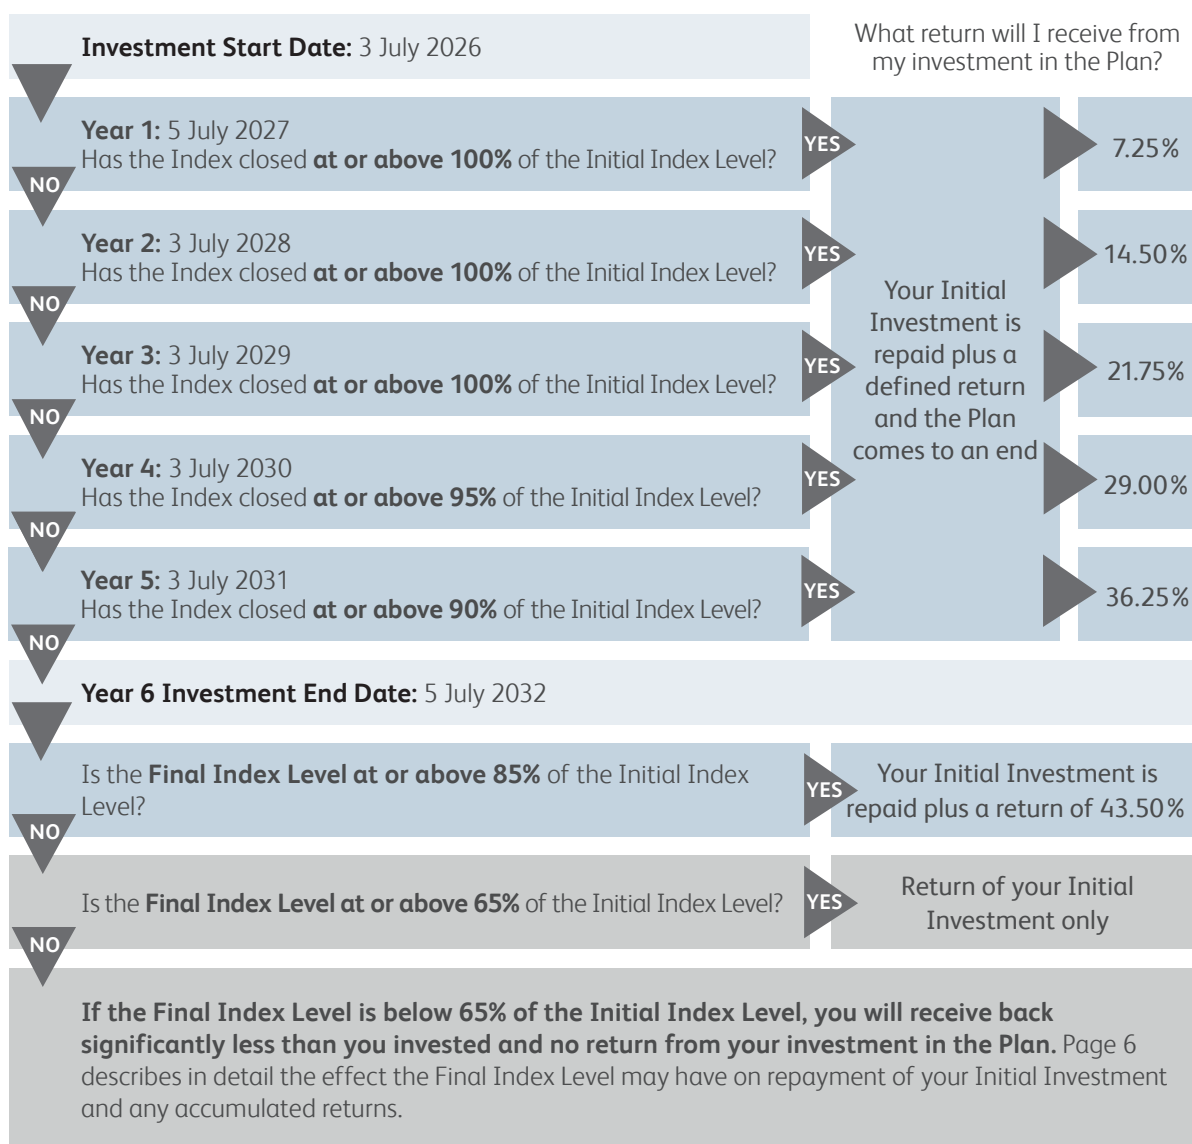 Investment Start Date: 3 July 2026
What return will I receive from
my investment in the Plan?
Year 1: 5 July 2027
Has the Index closed at or above 100% of the Initial Index Level?
YES
7.25%
NO
Year 2: 3 July 2028
Has the Index closed at or above 100% of the Initial Index Level?
YES
14.50%
NO
Year 3: 3 July 2029
Has the Index closed at or above 100% of the Initial Index Level?
YES
21.75%
NO
Year 4: 3 July 2030
Has the Index closed at or above 95% of the Initial Index Level?
YES
29.00%
NO
Year 5: 3 July 2031
Has the Index closed at or above 90% of the Initial Index Level?
YES
36.25%
Your Initial
Investment is
repaid plus a
defined return
and the Plan
comes to an end
NO
Year 6 Investment End Date: 5 July 2032
Is the Final Index Level at or above 85% of the Initial Index
Level?
YES
Your Initial Investment is
repaid plus a return of 43.50%
NO
Is the Final Index Level at or above 65% of the Initial Index Level?
YES
Return of your Initial
Investment only
NO
If the Final Index Level is below 65% of the Initial Index Level, you will receive back
significantly less than you invested and no return from your investment in the Plan. Page 6
describes in detail the effect the Final Index Level may have on repayment of your Initial Investment
and any accumulated returns.